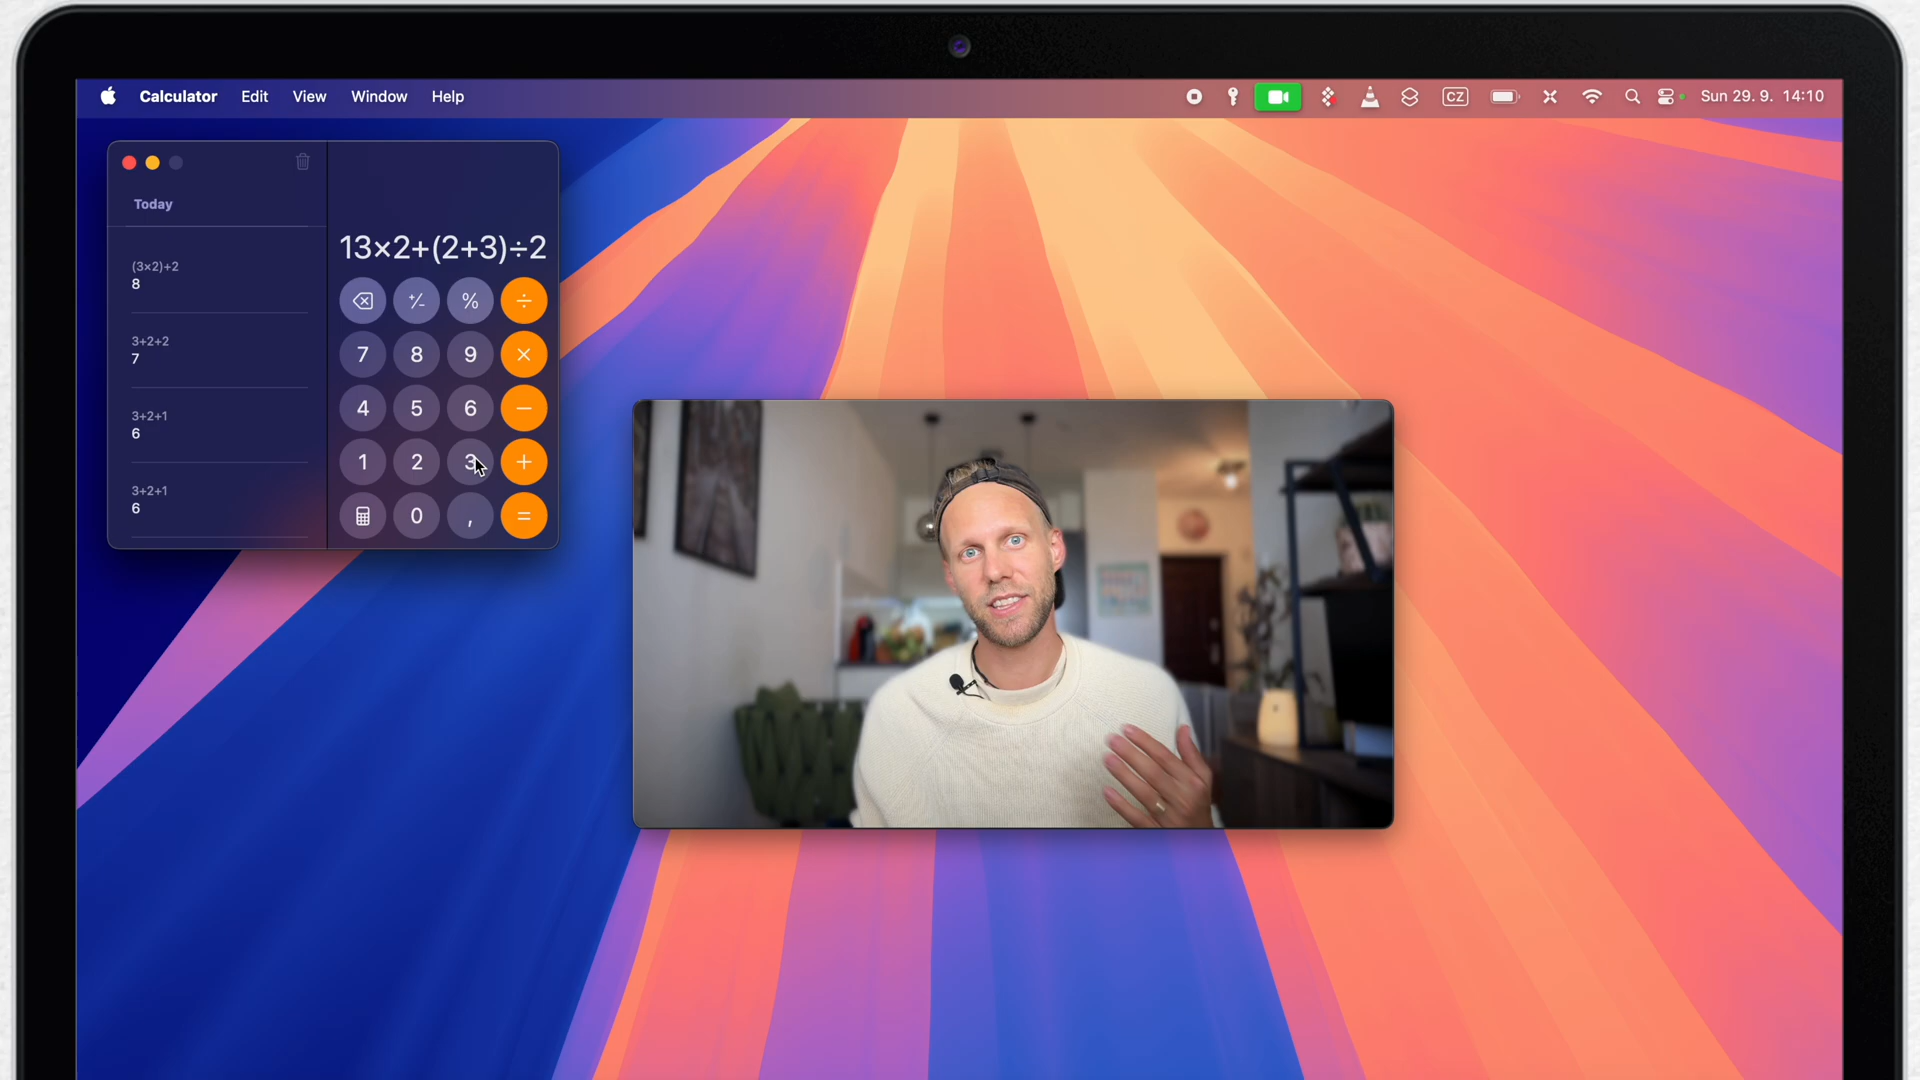 Calculator Edit View Window Help
CZ Sun 29. 9. 14:10
Today
(3×2)+2
8
3+2+2
7
3+2+1
6
3+2+1
6
13×2+(2+3)÷2
+/- % ÷
7 8 9 ×
4 5 6 −
1 2 3 +
0 , =